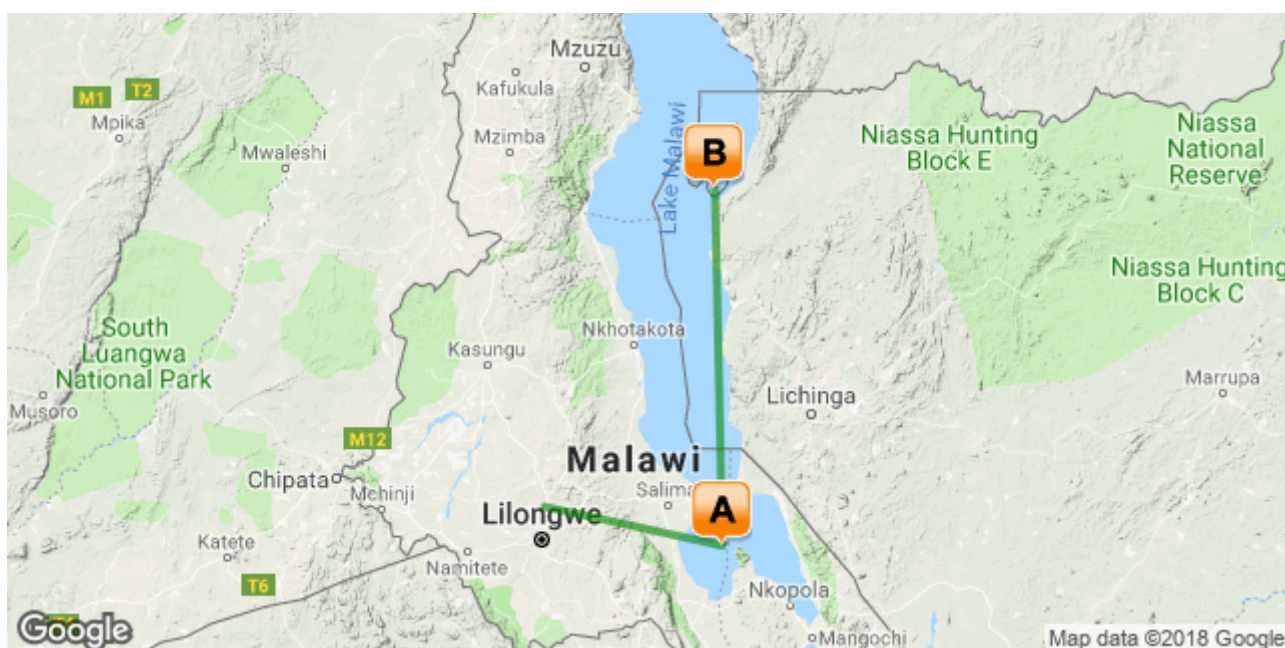 Mzuzu
M1
T2
Kafukula
Mpika
Mzimba
Mwaleshi
Niassa Hunting
Block E
Niassa
National
Reserve
B
Lake Malawi
Niassa Hunting
Block C
South
Luangwa
National Park
Nkhotakota
Kasungu
Marrupa
Musoro
Lichinga
M12
Malawi
Chipata
Mchinji
Salima
A
Lilongwe
Katete
Namitete
T6
Nkopola
Google
Mangochi
Map data ©2018 Google